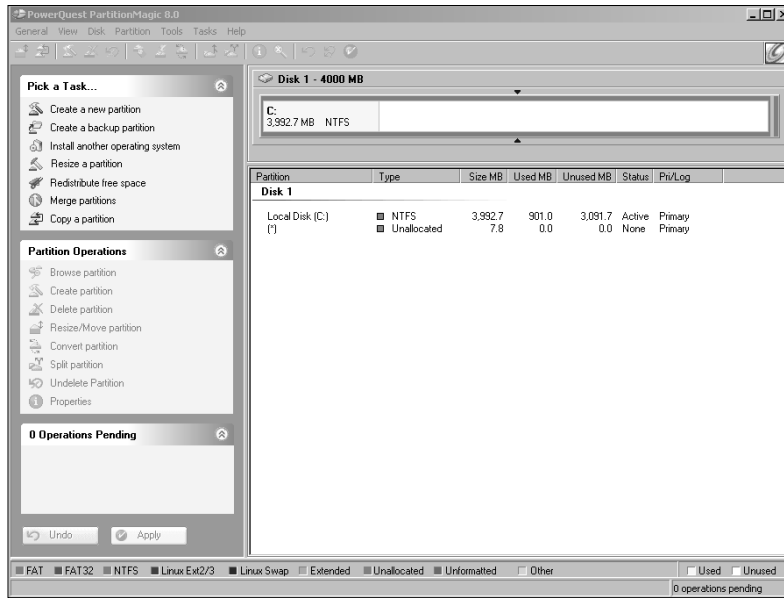 PowerQuest PartitionMagic 8.0
General View Disk Partition Tools Tasks Help
Pick a Task...
Create a new partition
Create a backup partition
Install another operating system
Resize a partition
Redistribute free space
Merge partitions
Copy a partition
Partition Operations
Browse partition
Create partition
Delete partition
Resize/Move partition
Convert partition
Split partition
Undelete Partition
Properties
0 Operations Pending
Undo Apply
Disk 1 - 4000 MB
C:
3,992.7 MB NTFS
Partition Type Size MB Used MB Unused MB Status Pri/Log
Disk 1
Local Disk (C:) NTFS 3,992.7 901.0 3,091.7 Active Primary
(*) Unallocated 7.8 0.0 0.0 None Primary
FAT FAT32 NTFS Linux Ext2/3 Linux Swap Extended Unallocated Unformatted Other Used Unused
0 operations pending